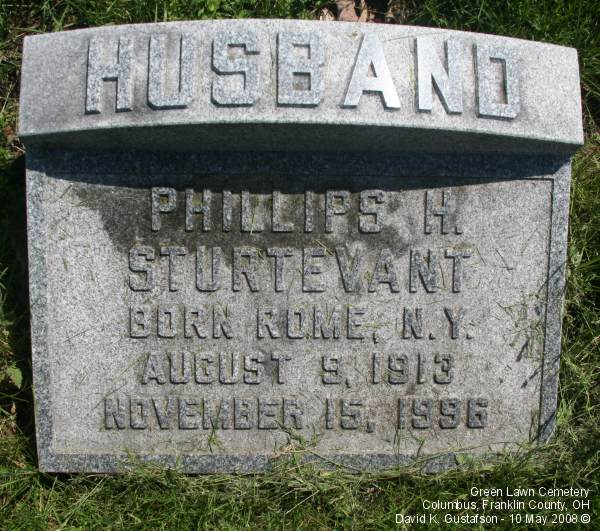 HUSBAND
PHILLIPS H.
STURTEVANT
BORN ROME, N.Y.
AUGUST 9, 1913
NOVEMBER 15, 1996
Green Lawn Cemetery
Columbus, Franklin County, OH
David K. Gustafson - 10 May 2008 ©